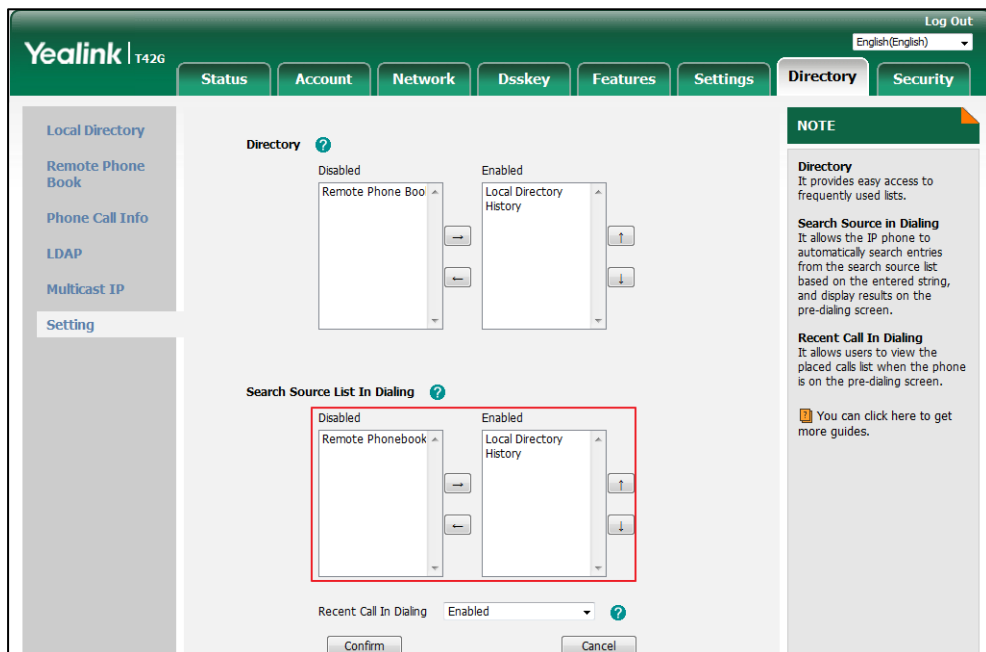 Log Out
Yealink | T42G
English(English)
Status
Account
Network
Dsskey
Features
Settings
Directory
Security
Local Directory
Remote Phone
Book
Phone Call Info
LDAP
Multicast IP
Setting
Directory ?
Disabled
Enabled
Remote Phone Boo
Local Directory
History
→
←
↑
↓
Search Source List In Dialing ?
Disabled
Enabled
Remote Phonebook
Local Directory
History
→
←
↑
↓
Recent Call In Dialing
Enabled
?
Confirm
Cancel
NOTE
Directory
It provides easy access to
frequently used lists.
Search Source in Dialing
It allows the IP phone to
automatically search entries
from the search source list
based on the entered string,
and display results on the
pre-dialing screen.
Recent Call In Dialing
It allows users to view the
placed calls list when the phone
is on the pre-dialing screen.
? You can click here to get
more guides.